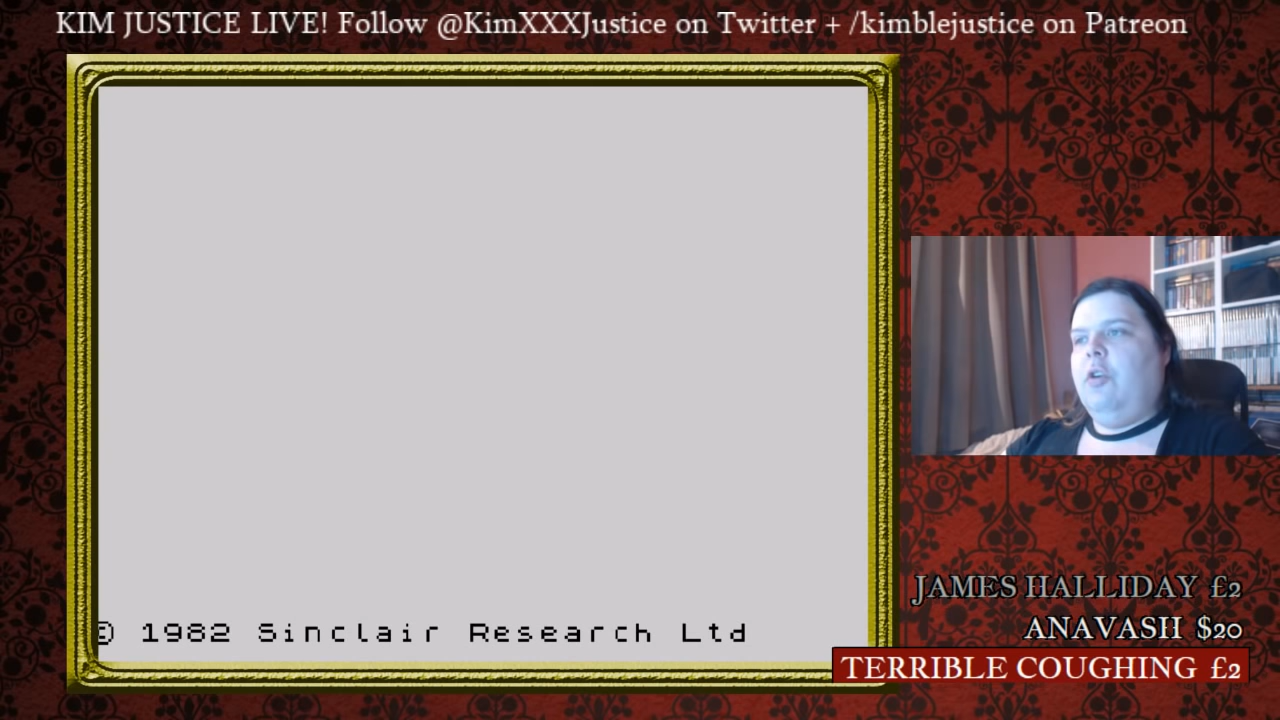 KIM JUSTICE LIVE! Follow @KimXXXJustice on Twitter + /kimblejustice on Patreon
© 1982 Sinclair Research Ltd
JAMES HALLIDAY £2
ANAVASH $20
TERRIBLE COUGHING £2